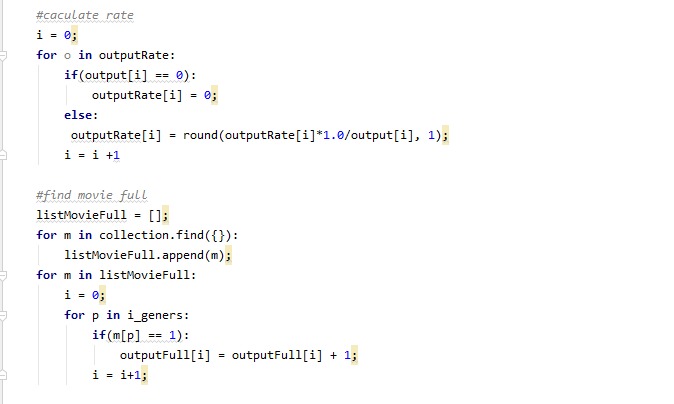 #caculate rate
i = 0;
for o in outputRate:
    if(output[i] == 0):
        outputRate[i] = 0;
    else:
     outputRate[i] = round(outputRate[i]*1.0/output[i], 1);
    i = i +1

#find movie full
listMovieFull = [];
for m in collection.find({}):
    listMovieFull.append(m);
for m in listMovieFull:
    i = 0;
    for p in i_geners:
        if(m[p] == 1):
            outputFull[i] = outputFull[i] + 1;
        i = i+1;